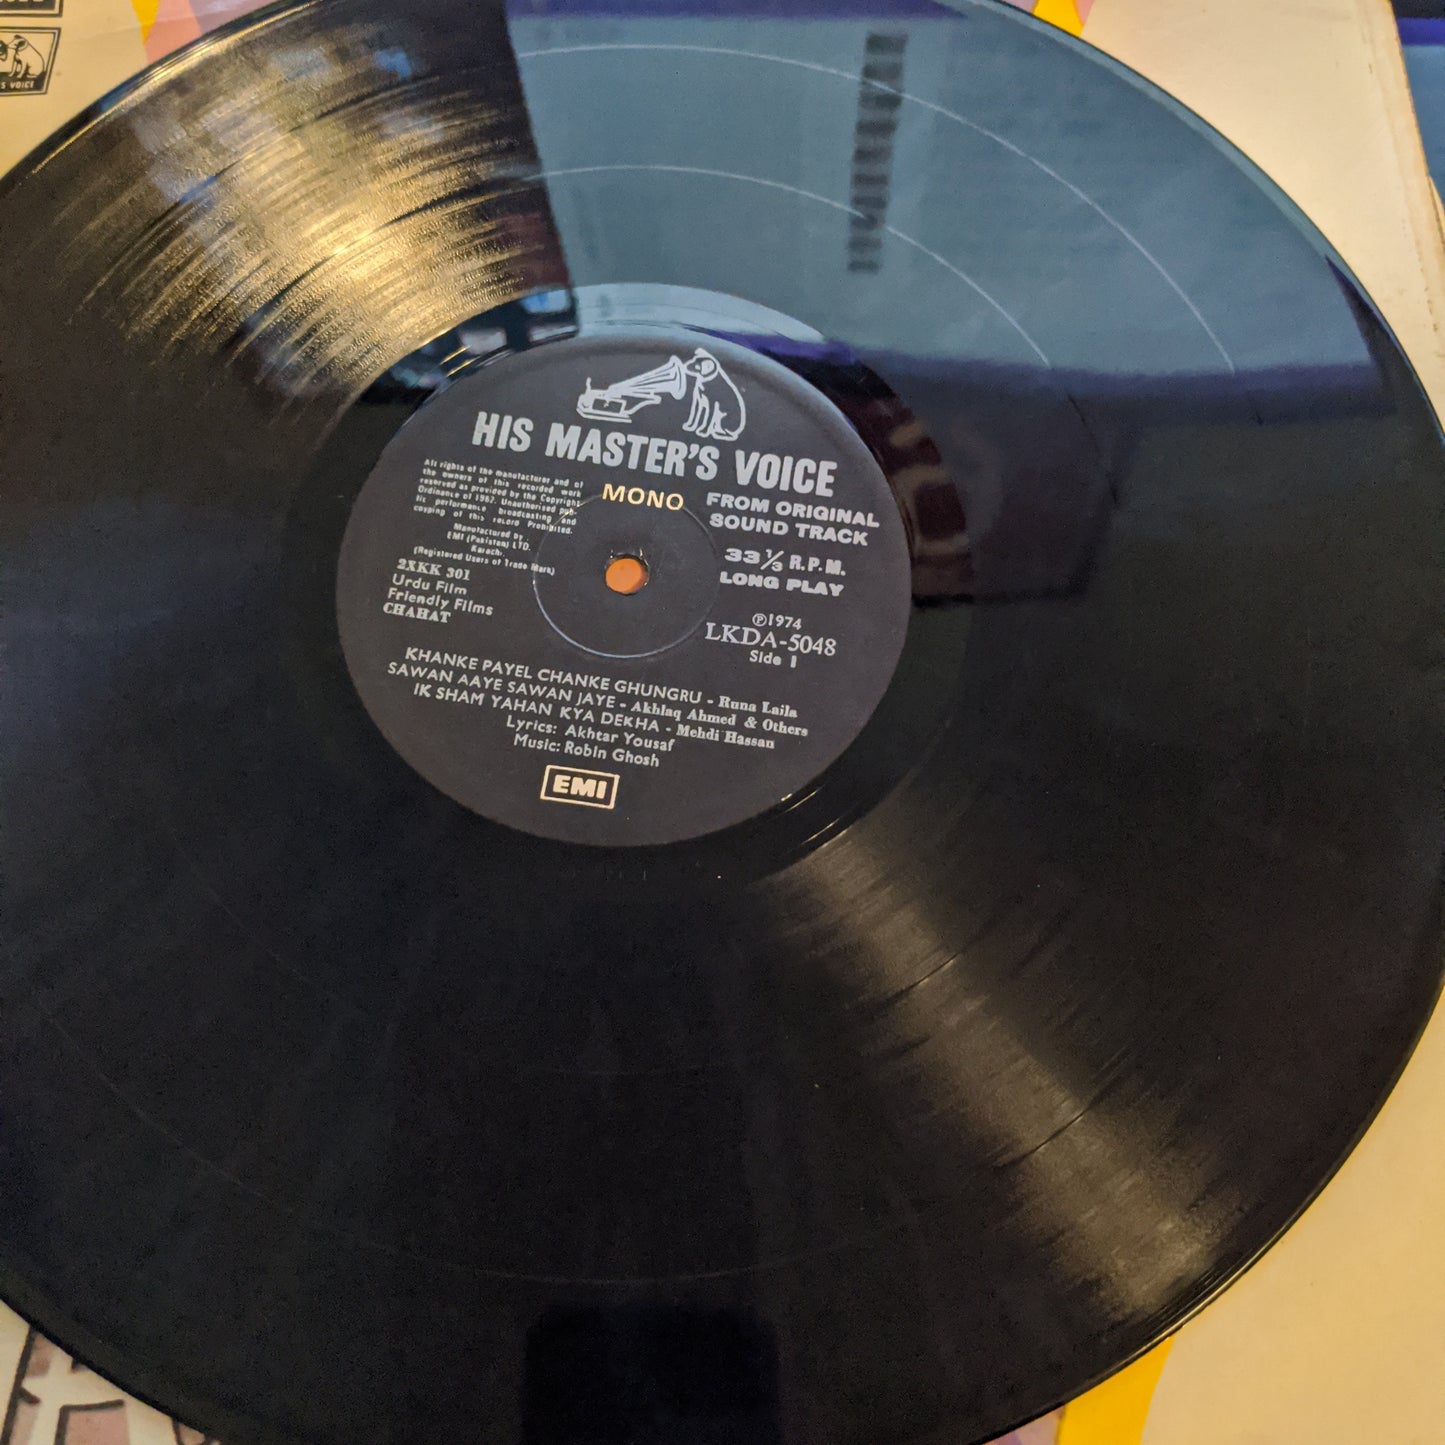 S VOICE
HIS MASTER'S VOICE
All rights of the manufacturer and of
the owners of this recorded work
reserved as provided by the Copyright
Ordinance of 1962. Unauthorised pub-
lic performance broadcasting and
copying of this record Prohibited.
Manufactured by
EMI (Pakistan) LTD.
Karachi.
(Registered Users of Trade Mark)
MONO
FROM ORIGINAL
SOUND TRACK
33⅓ R.P.M.
LONG PLAY
2XKK 301
Urdu Film
Friendly Films
CHAHAT
℗1974
LKDA-5048
Side 1
KHANKE PAYEL CHANKE GHUNGRU - Runa Laila
SAWAN AAYE SAWAN JAYE - Akhlaq Ahmed & Others
IK SHAM YAHAN KYA DEKHA - Mehdi Hassan
Lyrics: Akhtar Yousaf
Music: Robin Ghosh
EMI